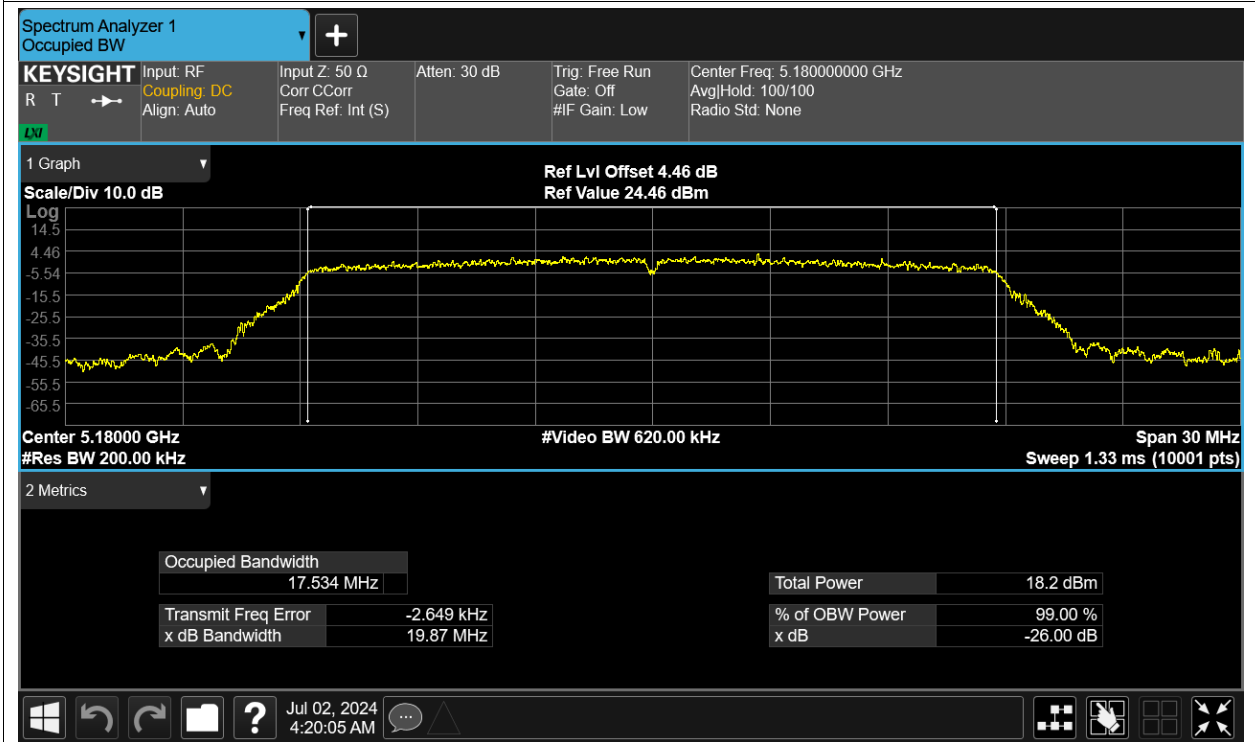 Spectrum Analyzer 1
Occupied BW
KEYSIGHT
R T
LXI
Input: RF
Coupling: DC
Align: Auto
Input Z: 50 Ω
Corr CCorr
Freq Ref: Int (S)
Atten: 30 dB
Trig: Free Run
Gate: Off
#IF Gain: Low
Center Freq: 5.180000000 GHz
Avg|Hold: 100/100
Radio Std: None
1 Graph
Scale/Div 10.0 dB
Ref Lvl Offset 4.46 dB
Ref Value 24.46 dBm
Log
14.5
4.46
-5.54
-15.5
-25.5
-35.5
-45.5
-55.5
-65.5
Center 5.18000 GHz
#Video BW 620.00 kHz
Span 30 MHz
#Res BW 200.00 kHz
Sweep 1.33 ms (10001 pts)
2 Metrics
Occupied Bandwidth
17.534 MHz
Total Power 18.2 dBm
Transmit Freq Error -2.649 kHz
% of OBW Power 99.00 %
x dB Bandwidth 19.87 MHz
x dB -26.00 dB
?
Jul 02, 2024
4:20:05 AM